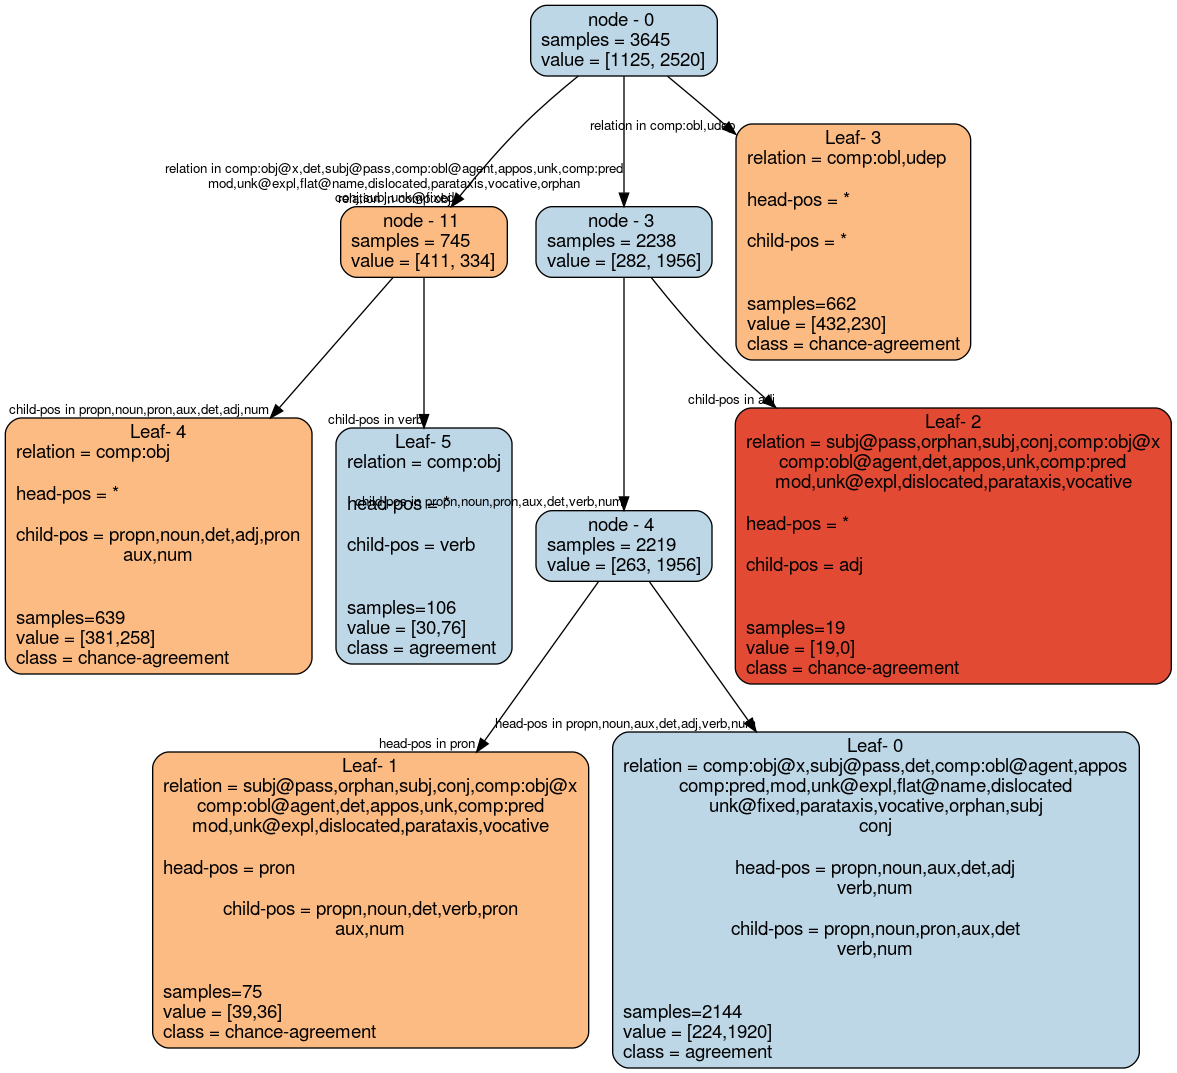 node - 0
samples = 3645
value = [1125, 2520]
relation in comp:obl,udep
Leaf- 3
relation = comp:obl,udep
head-pos = *
child-pos = *
samples=662
value = [432,230]
class = chance-agreement
relation in comp:obj@x,det,subj@pass,comp:obl@agent,appos,unk,comp:pred
mod,unk@expl,flat@name,dislocated,parataxis,vocative,orphan
conj,subj,unk@fixed
relation in comp:obj
node - 11
samples = 745
value = [411, 334]
node - 3
samples = 2238
value = [282, 1956]
child-pos in propn,noun,pron,aux,det,adj,num
child-pos in verb
child-pos in adj
Leaf- 4
relation = comp:obj
head-pos = *
child-pos = propn,noun,det,adj,pron
aux,num
samples=639
value = [381,258]
class = chance-agreement
Leaf- 5
relation = comp:obj
head-pos = *
child-pos = verb
samples=106
value = [30,76]
class = agreement
child-pos in propn,noun,pron,aux,det,verb,num
node - 4
samples = 2219
value = [263, 1956]
Leaf- 2
relation = subj@pass,orphan,subj,conj,comp:obj@x
comp:obl@agent,det,appos,unk,comp:pred
mod,unk@expl,dislocated,parataxis,vocative
head-pos = *
child-pos = adj
samples=19
value = [19,0]
class = chance-agreement
head-pos in pron
head-pos in propn,noun,aux,det,adj,verb,num
Leaf- 1
relation = subj@pass,orphan,subj,conj,comp:obj@x
comp:obl@agent,det,appos,unk,comp:pred
mod,unk@expl,dislocated,parataxis,vocative
head-pos = pron
child-pos = propn,noun,det,verb,pron
aux,num
samples=75
value = [39,36]
class = chance-agreement
Leaf- 0
relation = comp:obj@x,subj@pass,det,comp:obl@agent,appos
comp:pred,mod,unk@expl,flat@name,dislocated
unk@fixed,parataxis,vocative,orphan,subj
conj
head-pos = propn,noun,aux,det,adj
verb,num
child-pos = propn,noun,pron,aux,det
verb,num
samples=2144
value = [224,1920]
class = agreement